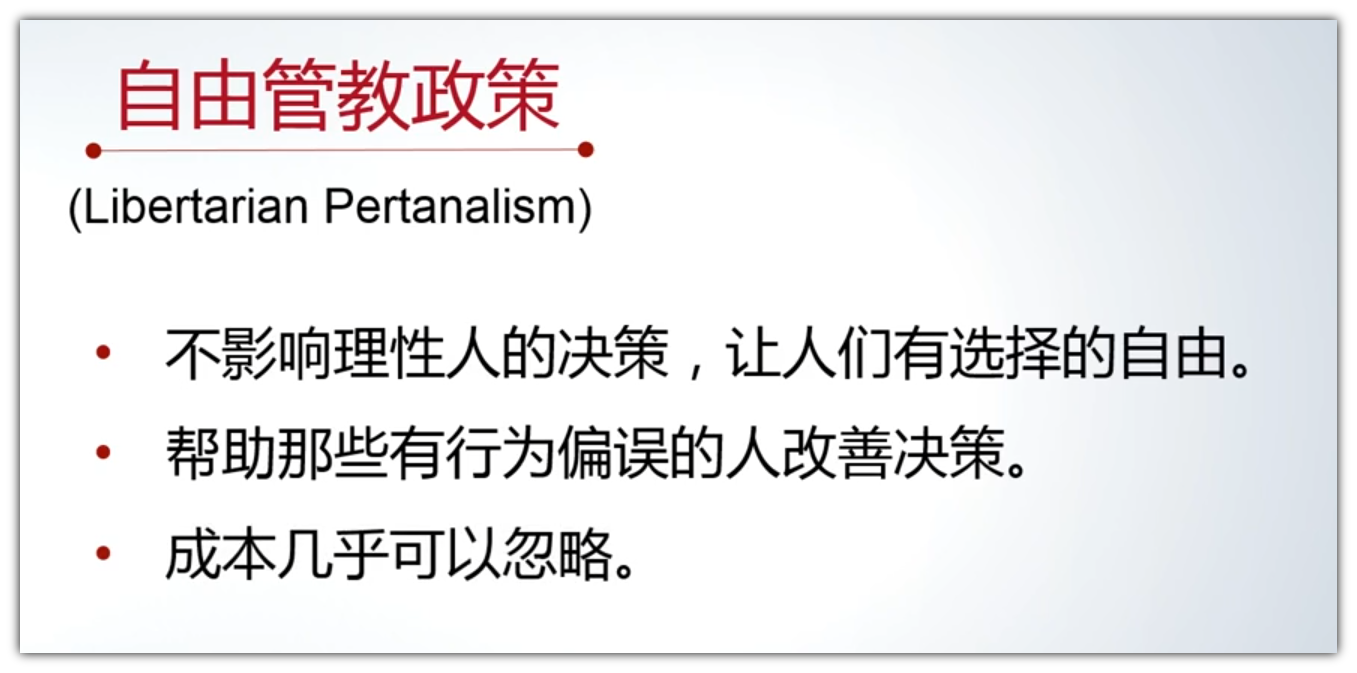 自由管教政策
(Libertarian Pertanalism)
不影响理性人的决策，让人们有选择的自由。
帮助那些有行为偏误的人改善决策。
成本几乎可以忽略。